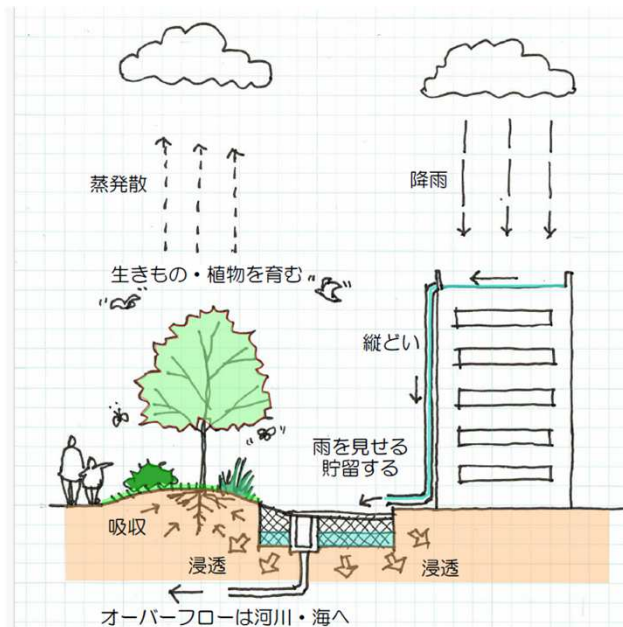 蒸発散
降雨
生きもの・植物を育む
縦どい
雨を見せる
貯留する
吸収
浸透
浸透
オーバーフローは河川・海へ